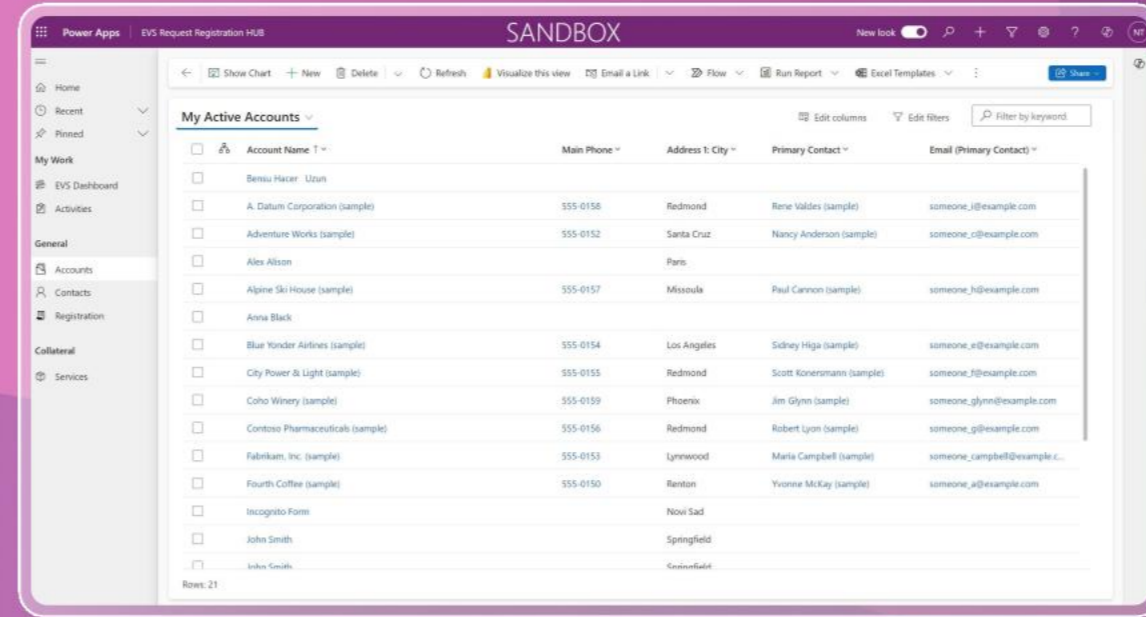 Power Apps EVS Request Registration HUB SANDBOX New look NT
Show Chart New Delete Refresh Visualize this view Email a Link Flow Run Report Excel Templates Share
Home
Recent
Pinned
My Work
EVS Dashboard
Activities
General
Accounts
Contacts
Registration
Collateral
Services
My Active Accounts Edit columns Edit filters Filter by keyword
Account Name Main Phone Address 1: City Primary Contact Email (Primary Contact)
Bensu Hacer Uzun
A. Datum Corporation (sample) 555-0158 Redmond Rene Valdes (sample) someone_i@example.com
Adventure Works (sample) 555-0152 Santa Cruz Nancy Anderson (sample) someone_c@example.com
Alex Alison Paris
Alpine Ski House (sample) 555-0157 Missoula Paul Cannon (sample) someone_h@example.com
Anna Black
Blue Yonder Airlines (sample) 555-0154 Los Angeles Sidney Higa (sample) someone_e@example.com
City Power & Light (sample) 555-0155 Redmond Scott Konersmann (sample) someone_f@example.com
Coho Winery (sample) 555-0159 Phoenix Jim Glynn (sample) someone_glynn@example.com
Contoso Pharmaceuticals (sample) 555-0156 Redmond Robert Lyon (sample) someone_g@example.com
Fabrikam, Inc. (sample) 555-0153 Lynnwood Maria Campbell (sample) someone_campbell@example.c...
Fourth Coffee (sample) 555-0150 Renton Yvonne McKay (sample) someone_a@example.com
Incognito Form Novi Sad
John Smith Springfield
John Smith Springfield
Rows: 21